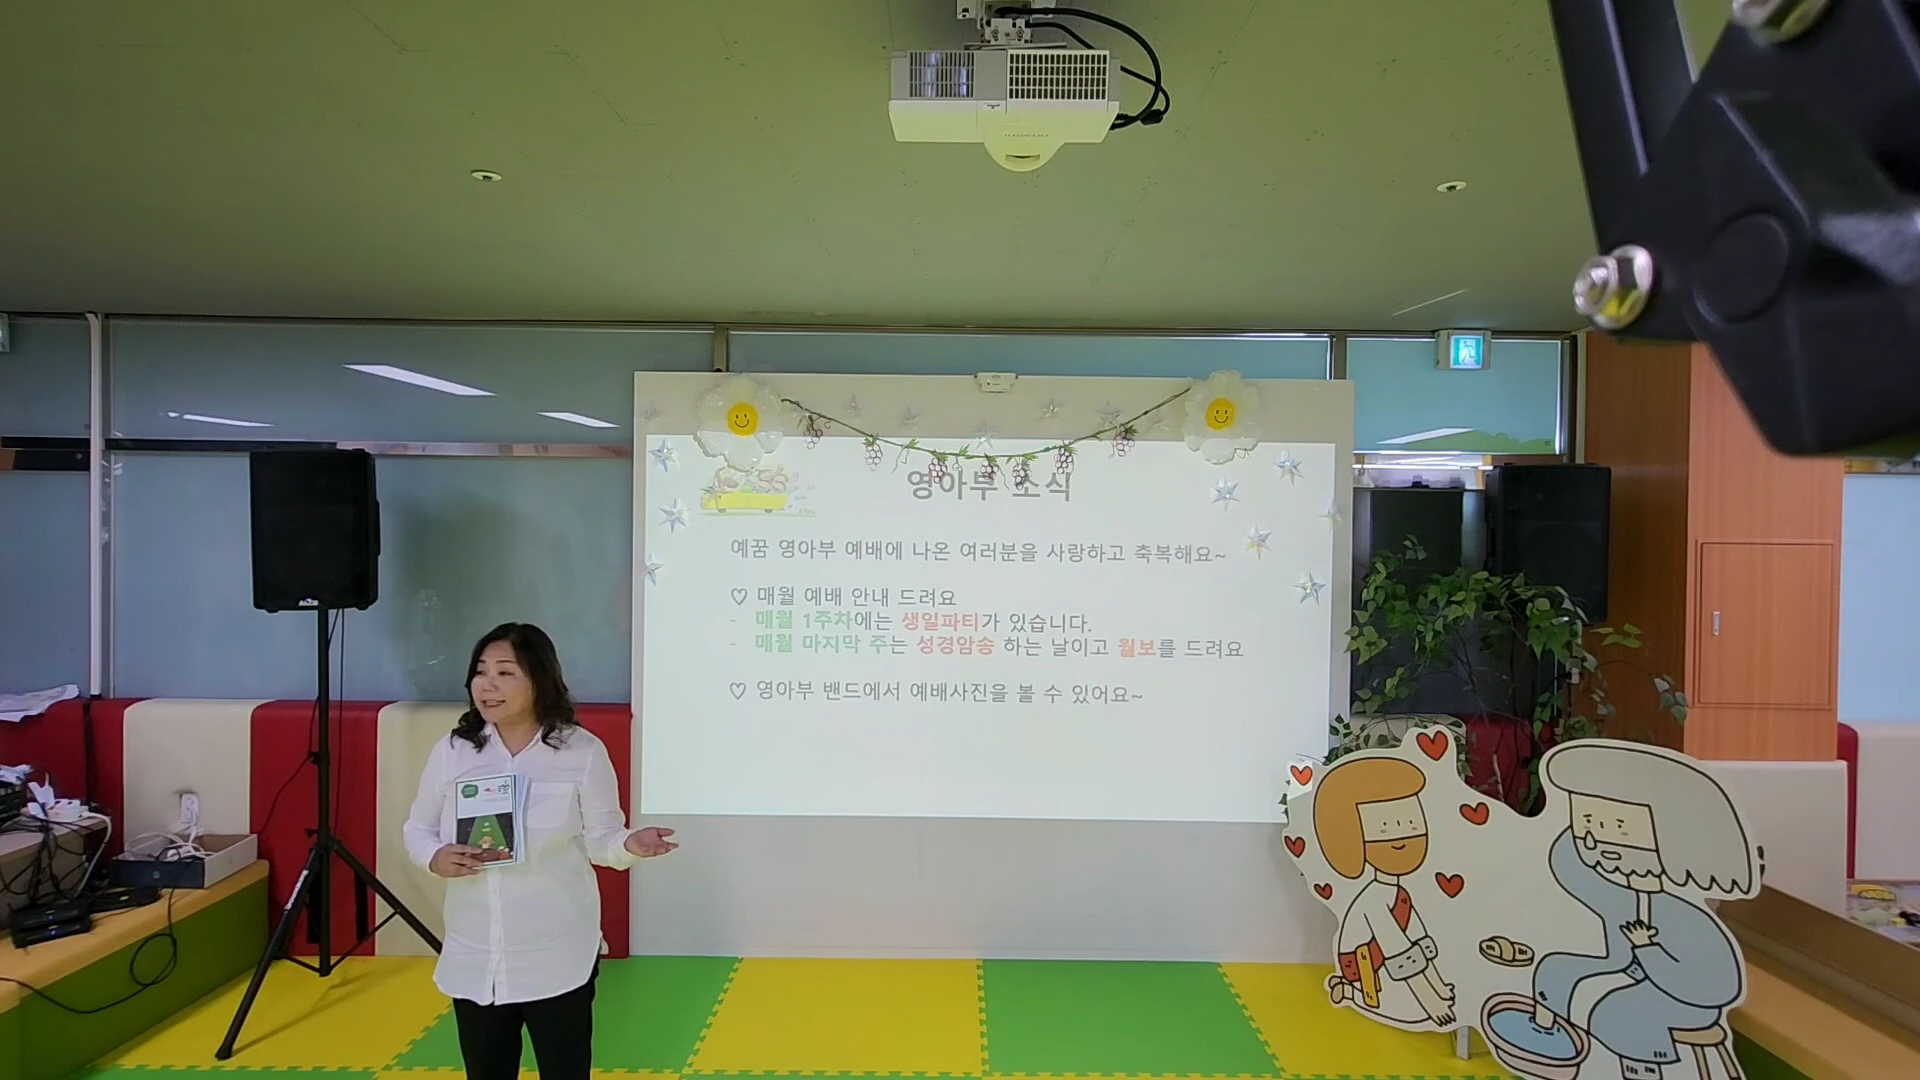 영아부 소식
예꿈 영아부 예배에 나온 여러분을 사랑하고 축복해요~
♡ 매월 예배 안내 드려요
- 매월 1주차에는 생일파티가 있습니다.
- 매월 마지막 주는 성경암송 하는 날이고 월보를 드려요
♡ 영아부 밴드에서 예배사진을 볼 수 있어요~